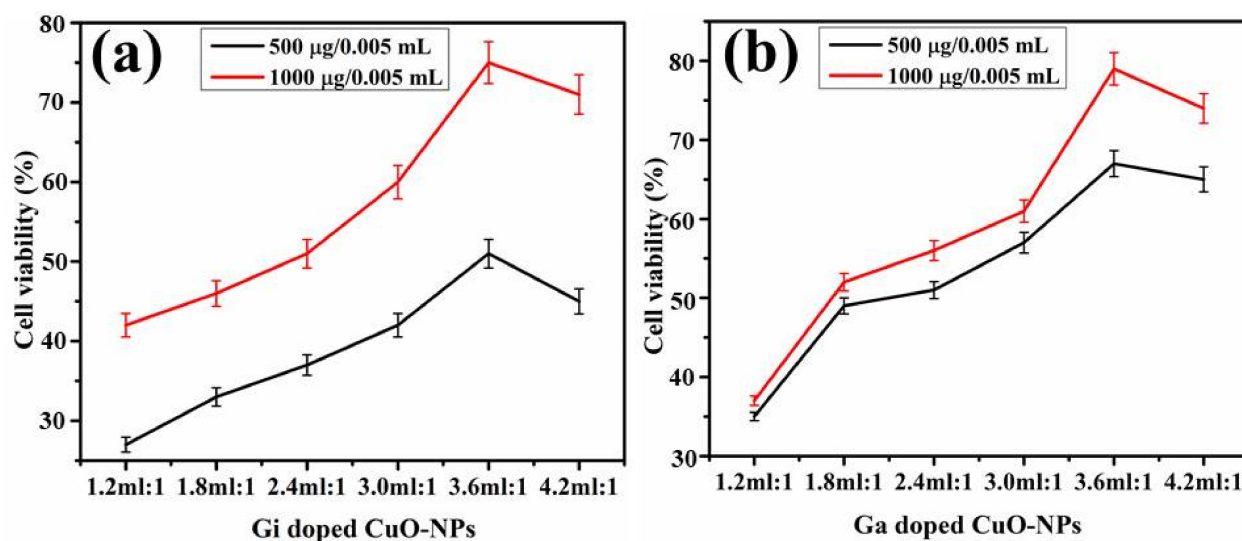 (a)
500 μg/0.005 mL
1000 μg/0.005 mL
Cell viability (%)
80
70
60
50
40
30
1.2ml:1 1.8ml:1 2.4ml:1 3.0ml:1 3.6ml:1 4.2ml:1
Gi doped CuO-NPs
(b)
500 μg/0.005 mL
1000 μg/0.005 mL
Cell viability (%)
80
70
60
50
40
30
1.2ml:1 1.8ml:1 2.4ml:1 3.0ml:1 3.6ml:1 4.2ml:1
Ga doped CuO-NPs